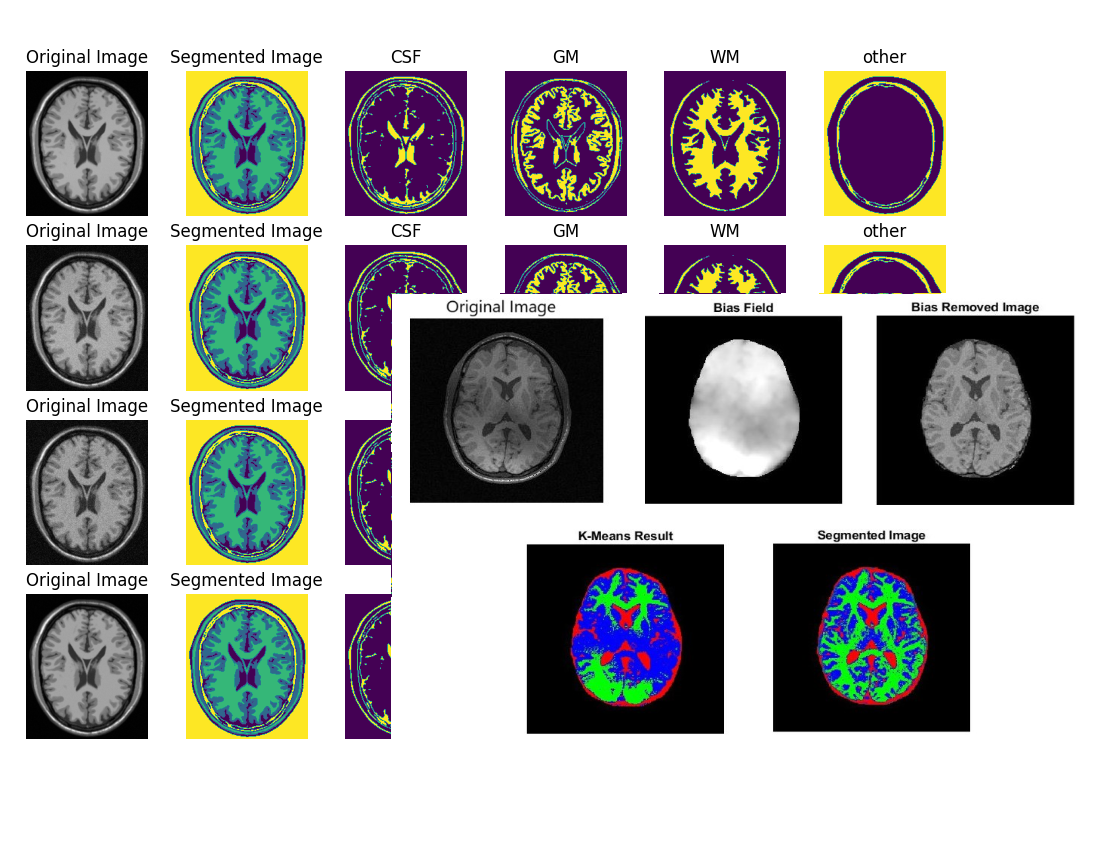 Original Image Segmented Image CSF GM WM other
Original Image Segmented Image CSF GM WM other
Original Image Bias Field Bias Removed Image
Original Image Segmented Image
K-Means Result Segmented Image
Original Image Segmented Image